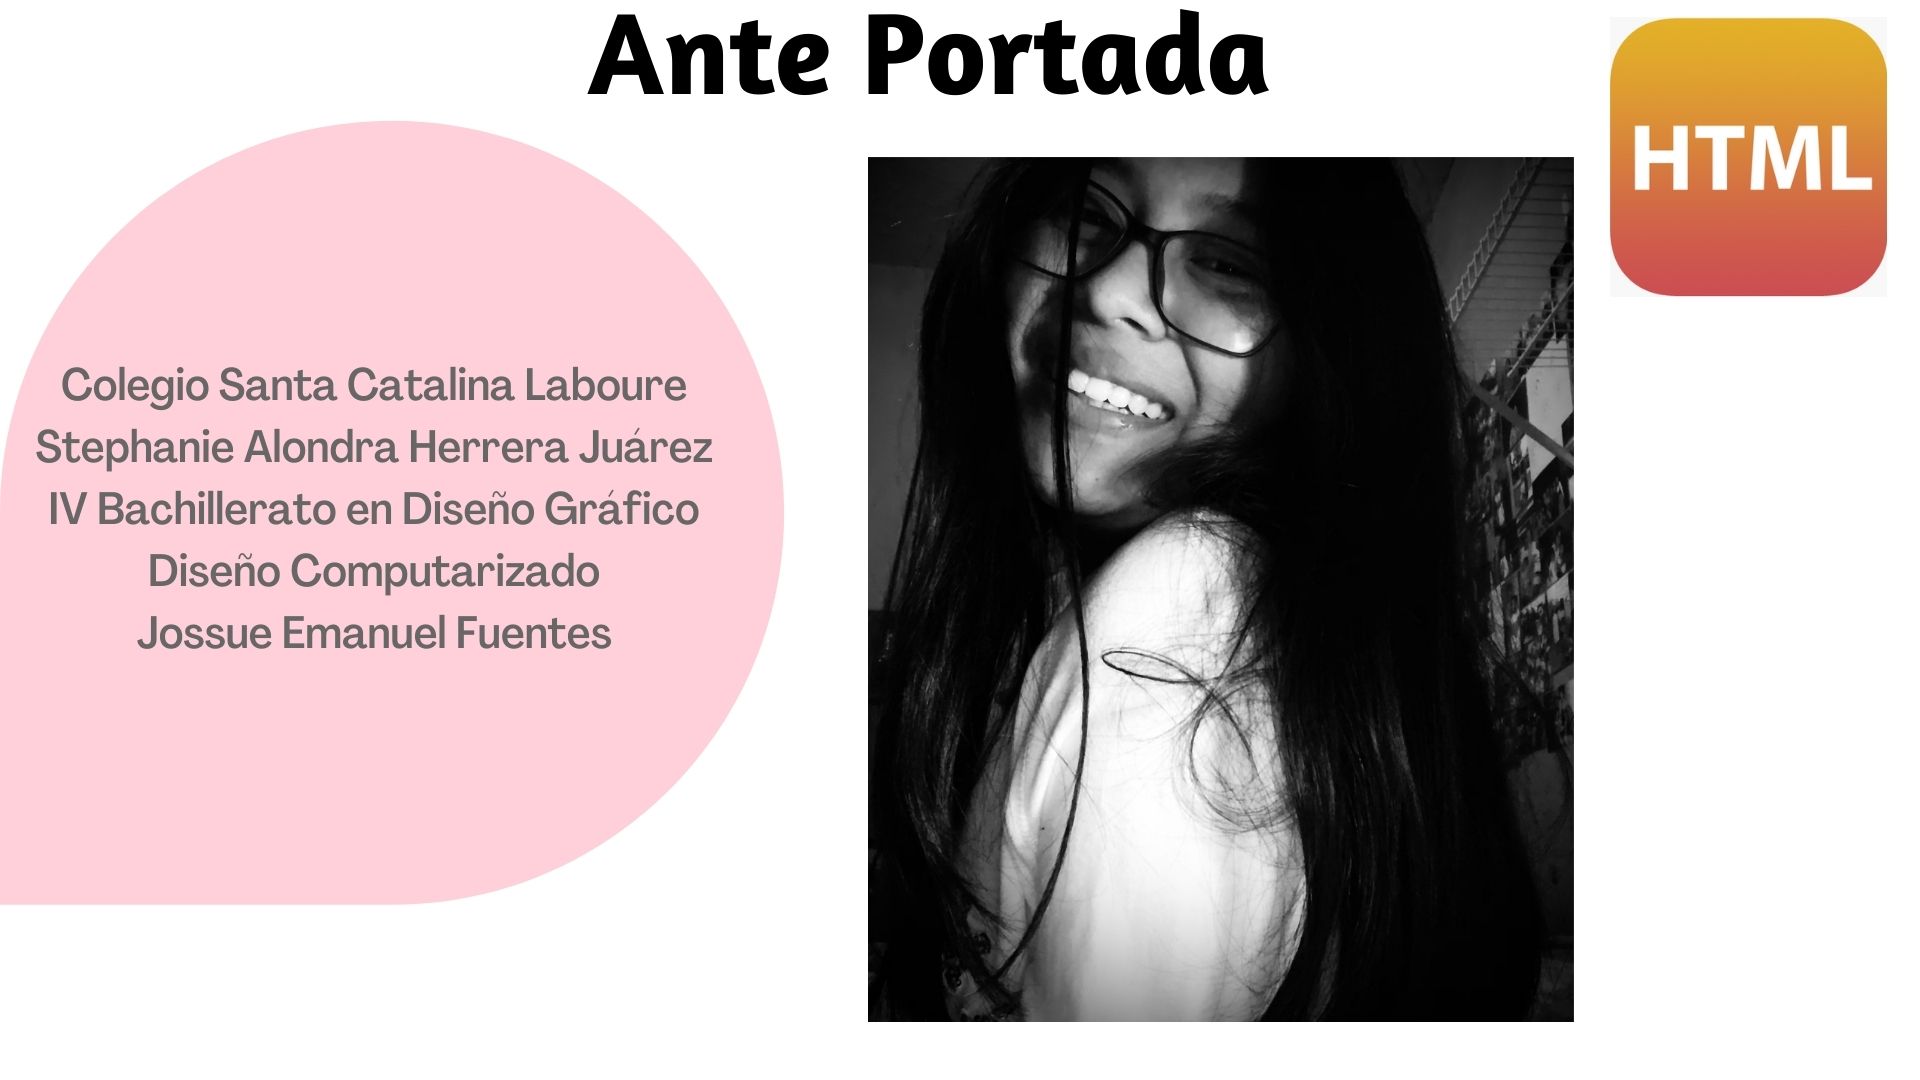 Ante Portada
HTML
Colegio Santa Catalina Laboure
Stephanie Alondra Herrera Juárez
IV Bachillerato en Diseño Gráfico
Diseño Computarizado
Jossue Emanuel Fuentes